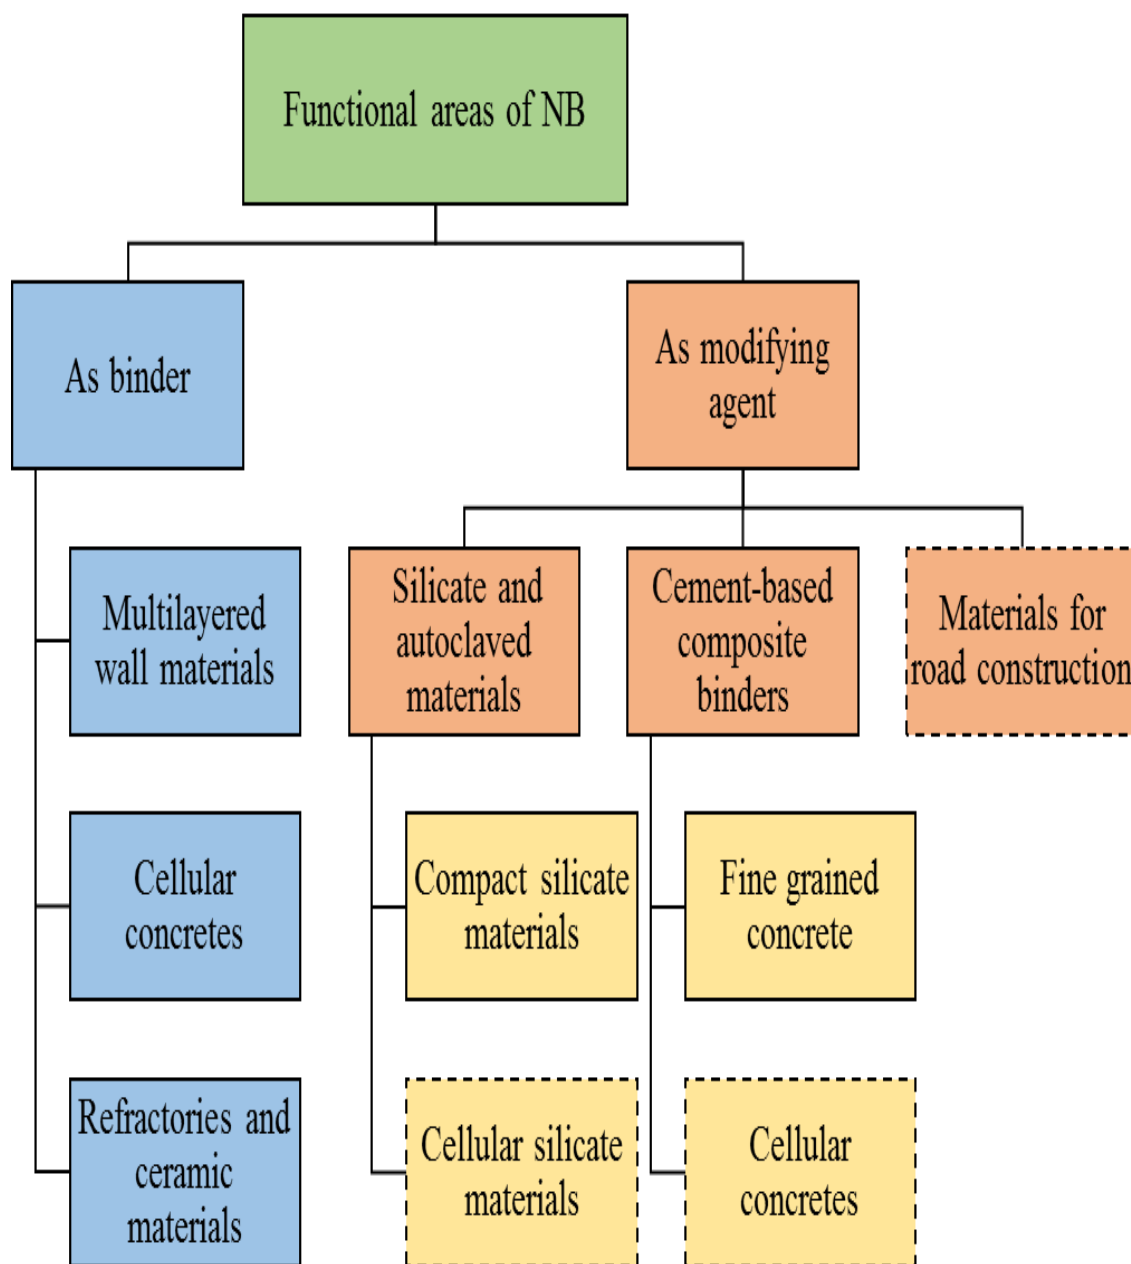 Functional areas of NB
As binder
As modifying
agent
Multilayered
wall materials
Silicate and
autoclaved
materials
Cement-based
composite
binders
Materials for
road construction
Cellular
concretes
Compact silicate
materials
Fine grained
concrete
Refractories and
ceramic
materials
Cellular silicate
materials
Cellular
concretes